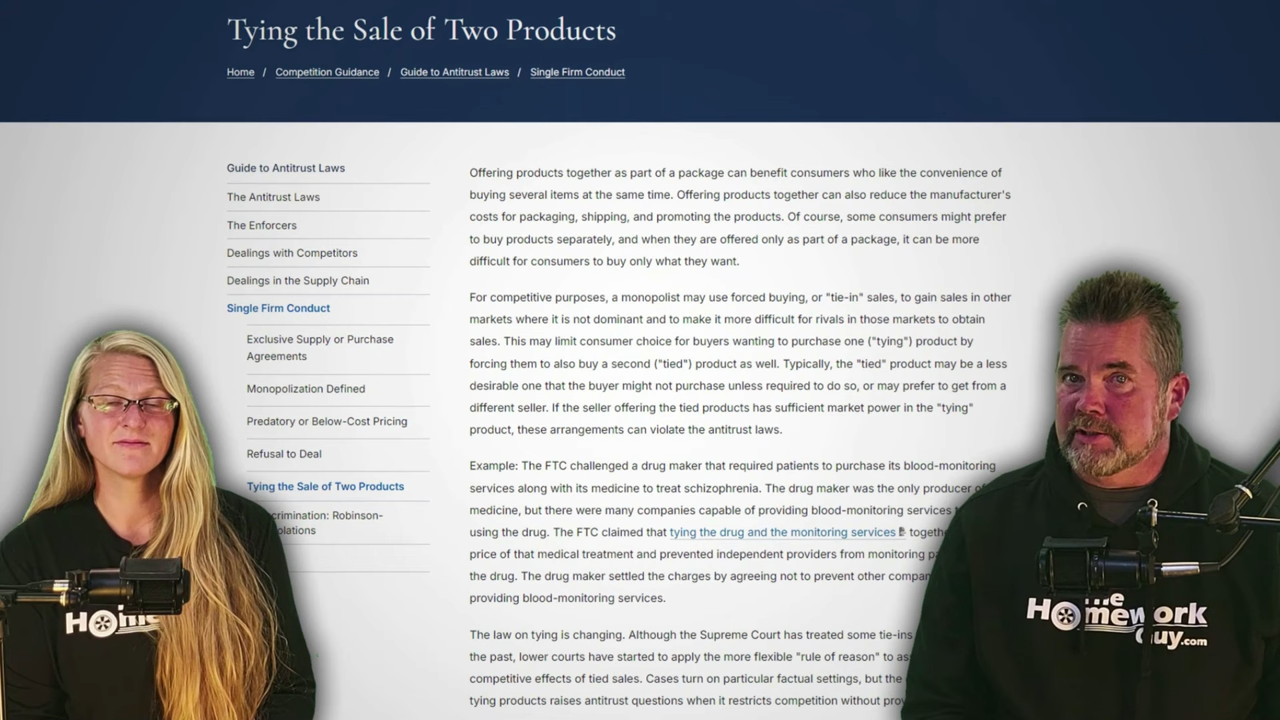 Tying the Sale of Two Products
Home / Competition Guidance / Guide to Antitrust Laws / Single Firm Conduct
Guide to Antitrust Laws
The Antitrust Laws
The Enforcers
Dealings with Competitors
Dealings in the Supply Chain
Single Firm Conduct
Exclusive Supply or Purchase
Agreements
Monopolization Defined
Predatory or Below-Cost Pricing
Refusal to Deal
Tying the Sale of Two Products
crimination: Robinson-
olations
Offering products together as part of a package can benefit consumers who like the convenience of
buying several items at the same time. Offering products together can also reduce the manufacturer's
costs for packaging, shipping, and promoting the products. Of course, some consumers might prefer
to buy products separately, and when they are offered only as part of a package, it can be more
difficult for consumers to buy only what they want.
For competitive purposes, a monopolist may use forced buying, or "tie-in" sales, to gain sales in other
markets where it is not dominant and to make it more difficult for rivals in those markets to obtain
sales. This may limit consumer choice for buyers wanting to purchase one ("tying") product by
forcing them to also buy a second ("tied") product as well. Typically, the "tied" product may be a less
desirable one that the buyer might not purchase unless required to do so, or may prefer to get from a
different seller. If the seller offering the tied products has sufficient market power in the "tying"
product, these arrangements can violate the antitrust laws.
Example: The FTC challenged a drug maker that required patients to purchase its blood-monitoring
services along with its medicine to treat schizophrenia. The drug maker was the only producer of
medicine, but there were many companies capable of providing blood-monitoring services
using the drug. The FTC claimed that tying the drug and the monitoring services togeth
price of that medical treatment and prevented independent providers from monitoring pa
the drug. The drug maker settled the charges by agreeing not to prevent other compan
providing blood-monitoring services.
The law on tying is changing. Although the Supreme Court has treated some tie-ins
the past, lower courts have started to apply the more flexible "rule of reason" to as
competitive effects of tied sales. Cases turn on particular factual settings, but the
tying products raises antitrust questions when it restricts competition without prov
Home
The
Homework
Guy.com